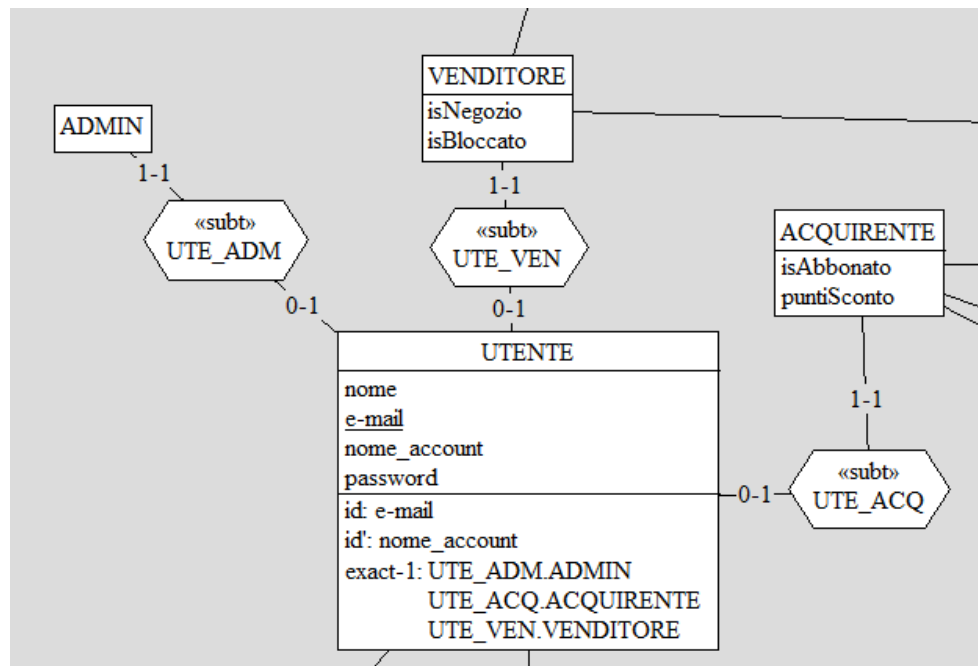 VENDITORE
isNegozio
isBloccato
ADMIN
1-1
1-1
«subt»
UTE_ADM
«subt»
UTE_VEN
ACQUIRENTE
isAbbonato
puntiSconto
0-1
0-1
UTENTE
nome
e-mail
nome_account
password
id: e-mail
id': nome_account
exact-1: UTE_ADM.ADMIN
UTE_ACQ.ACQUIRENTE
UTE_VEN.VENDITORE
1-1
«subt»
UTE_ACQ
0-1